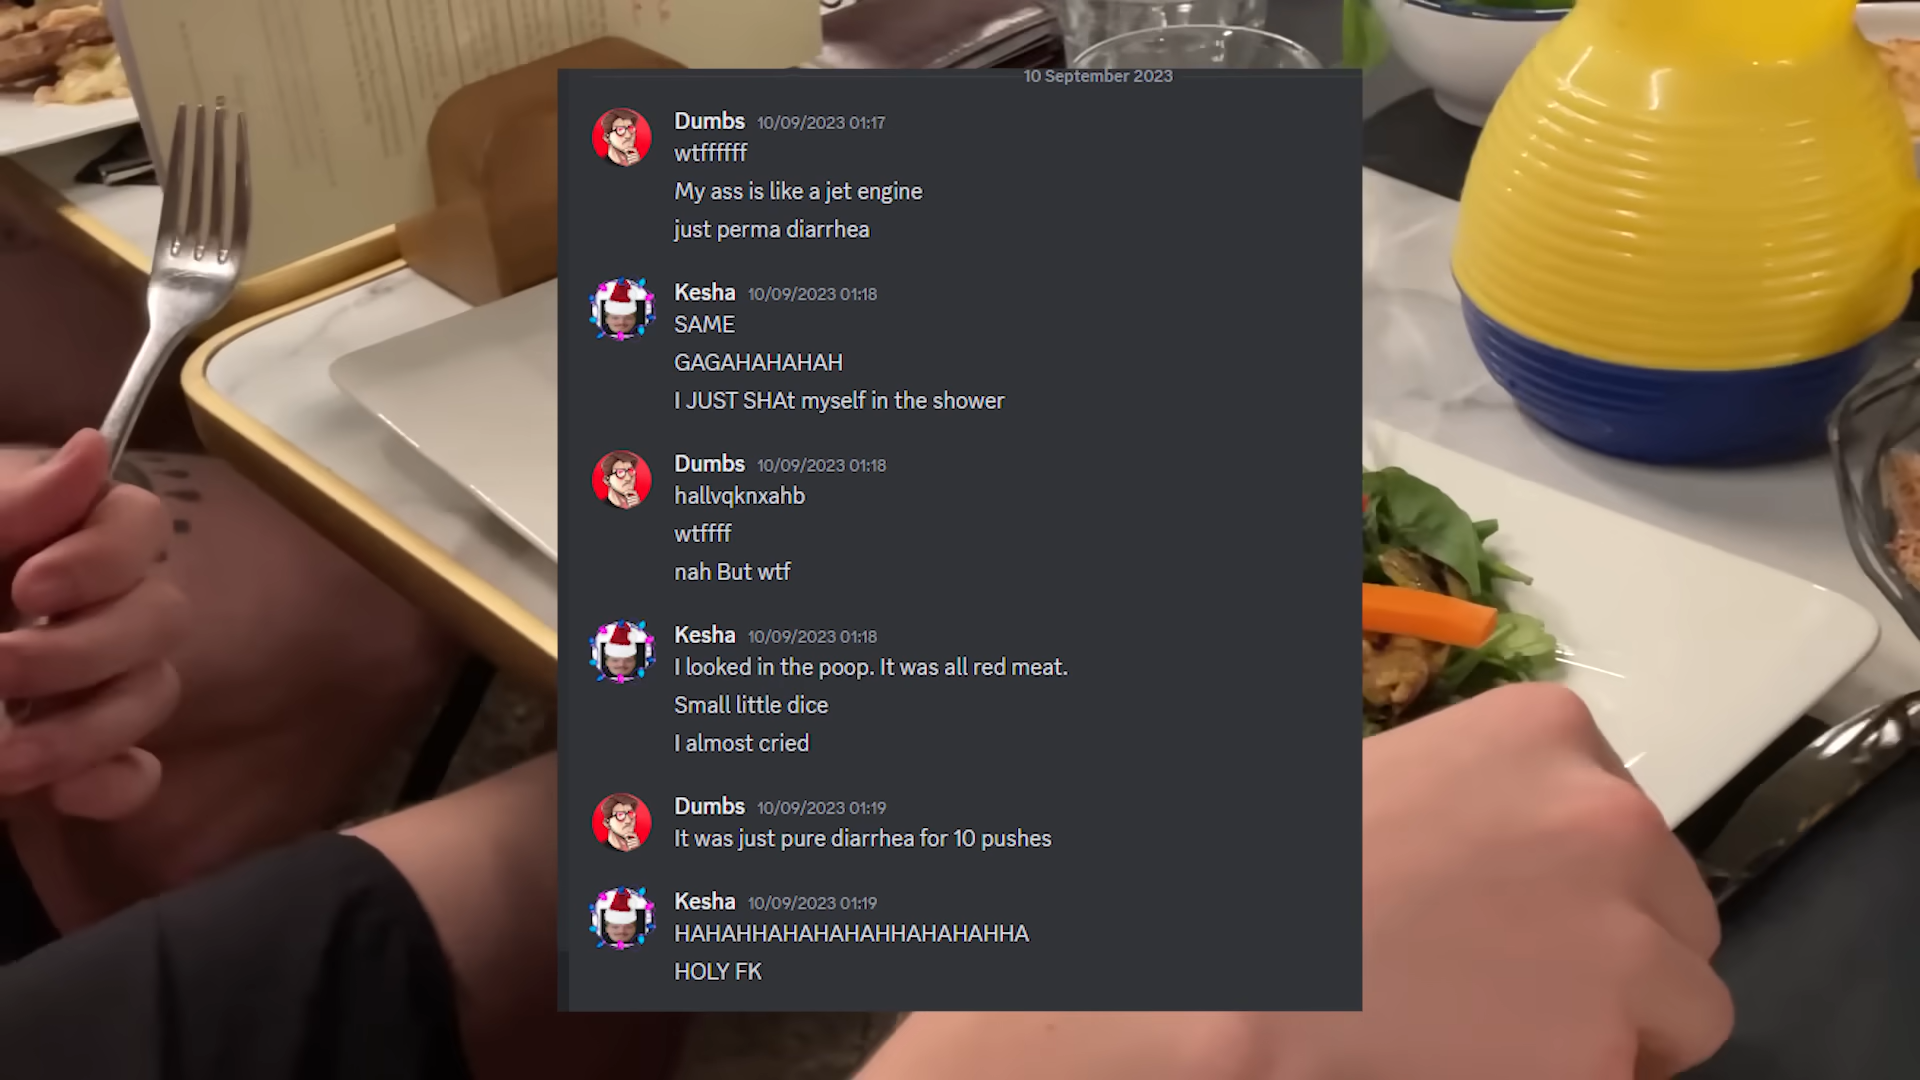 10 September 2023
Dumbs 10/09/2023 01:17
wtffffff
My ass is like a jet engine
just perma diarrhea
Kesha 10/09/2023 01:18
SAME
GAGAHAHAHAH
I JUST SHAt myself in the shower
Dumbs 10/09/2023 01:18
hallvqknxahb
wtffff
nah But wtf
Kesha 10/09/2023 01:18
I looked in the poop. It was all red meat.
Small little dice
I almost cried
Dumbs 10/09/2023 01:19
It was just pure diarrhea for 10 pushes
Kesha 10/09/2023 01:19
HAHAHHAHAHAHAHHAHAHAHHA
HOLY FK